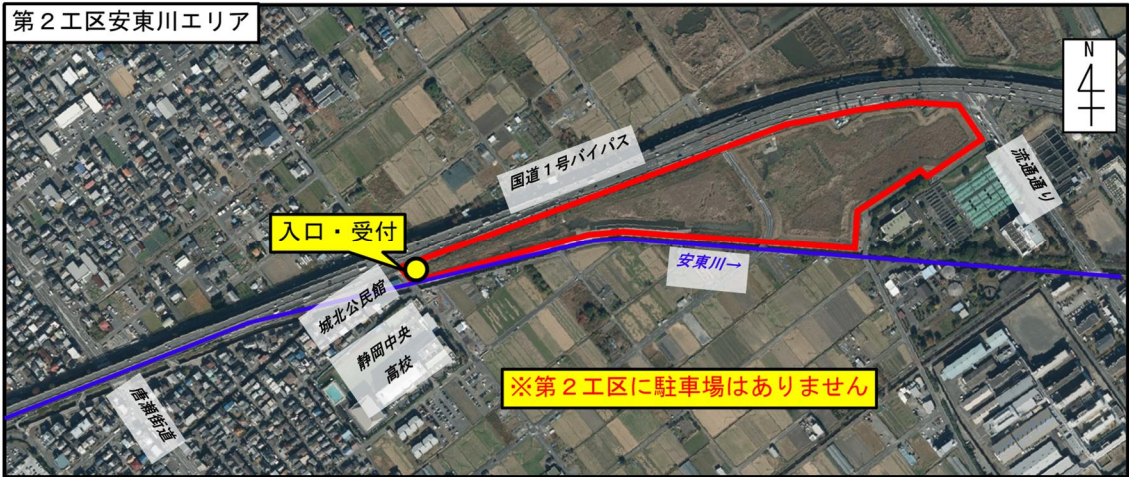 第２工区安東川エリア
N
国道１号バイパス
流通通り
入口・受付
安東川→
城北公民館
静岡中央
高校
唐瀬街道
※第２工区に駐車場はありません